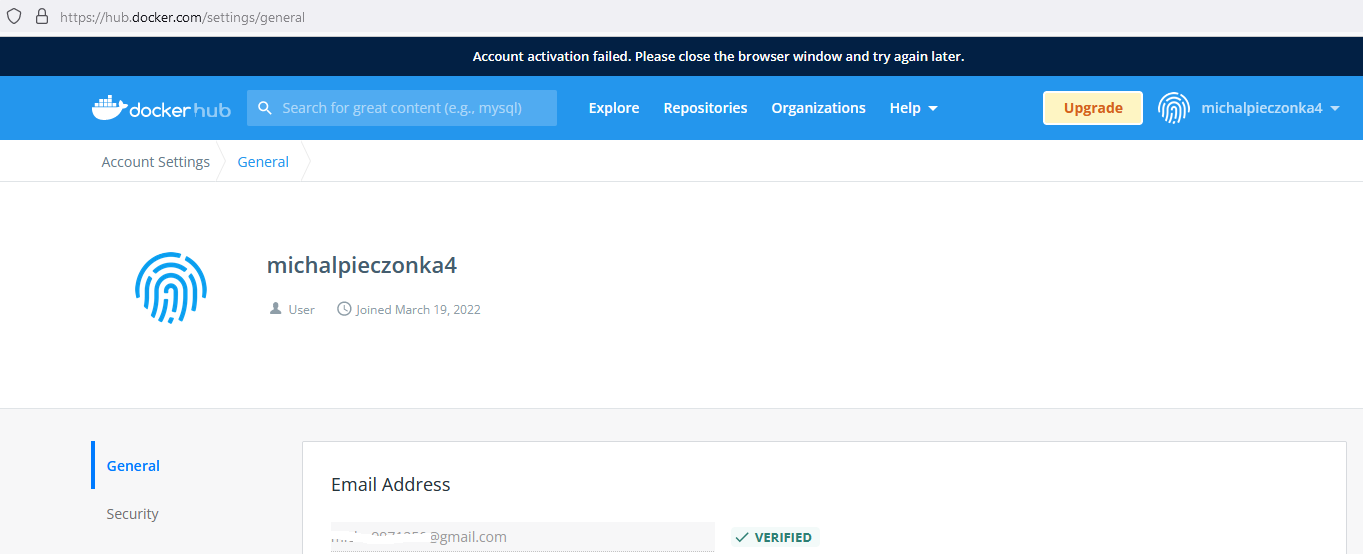 https://hub.docker.com/settings/general
Account activation failed. Please close the browser window and try again later.
docker hub Search for great content (e.g., mysql) Explore Repositories Organizations Help Upgrade michalpieczonka4
Account Settings General
michalpieczonka4
User Joined March 19, 2022
General
Email Address
Security
@gmail.com VERIFIED